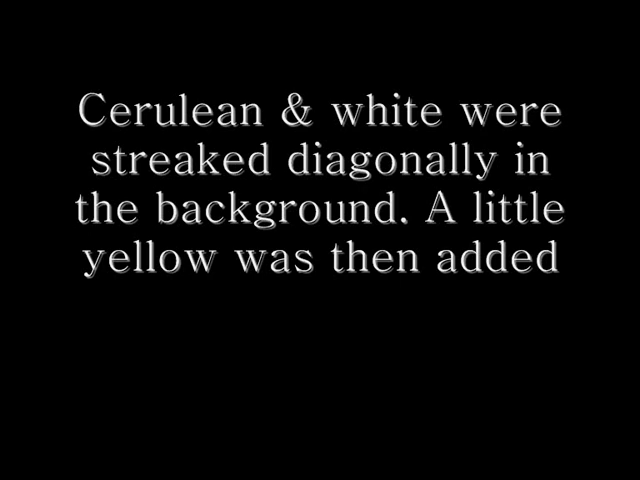 Cerulean & white were
streaked diagonally in
the background. A little
yellow was then added